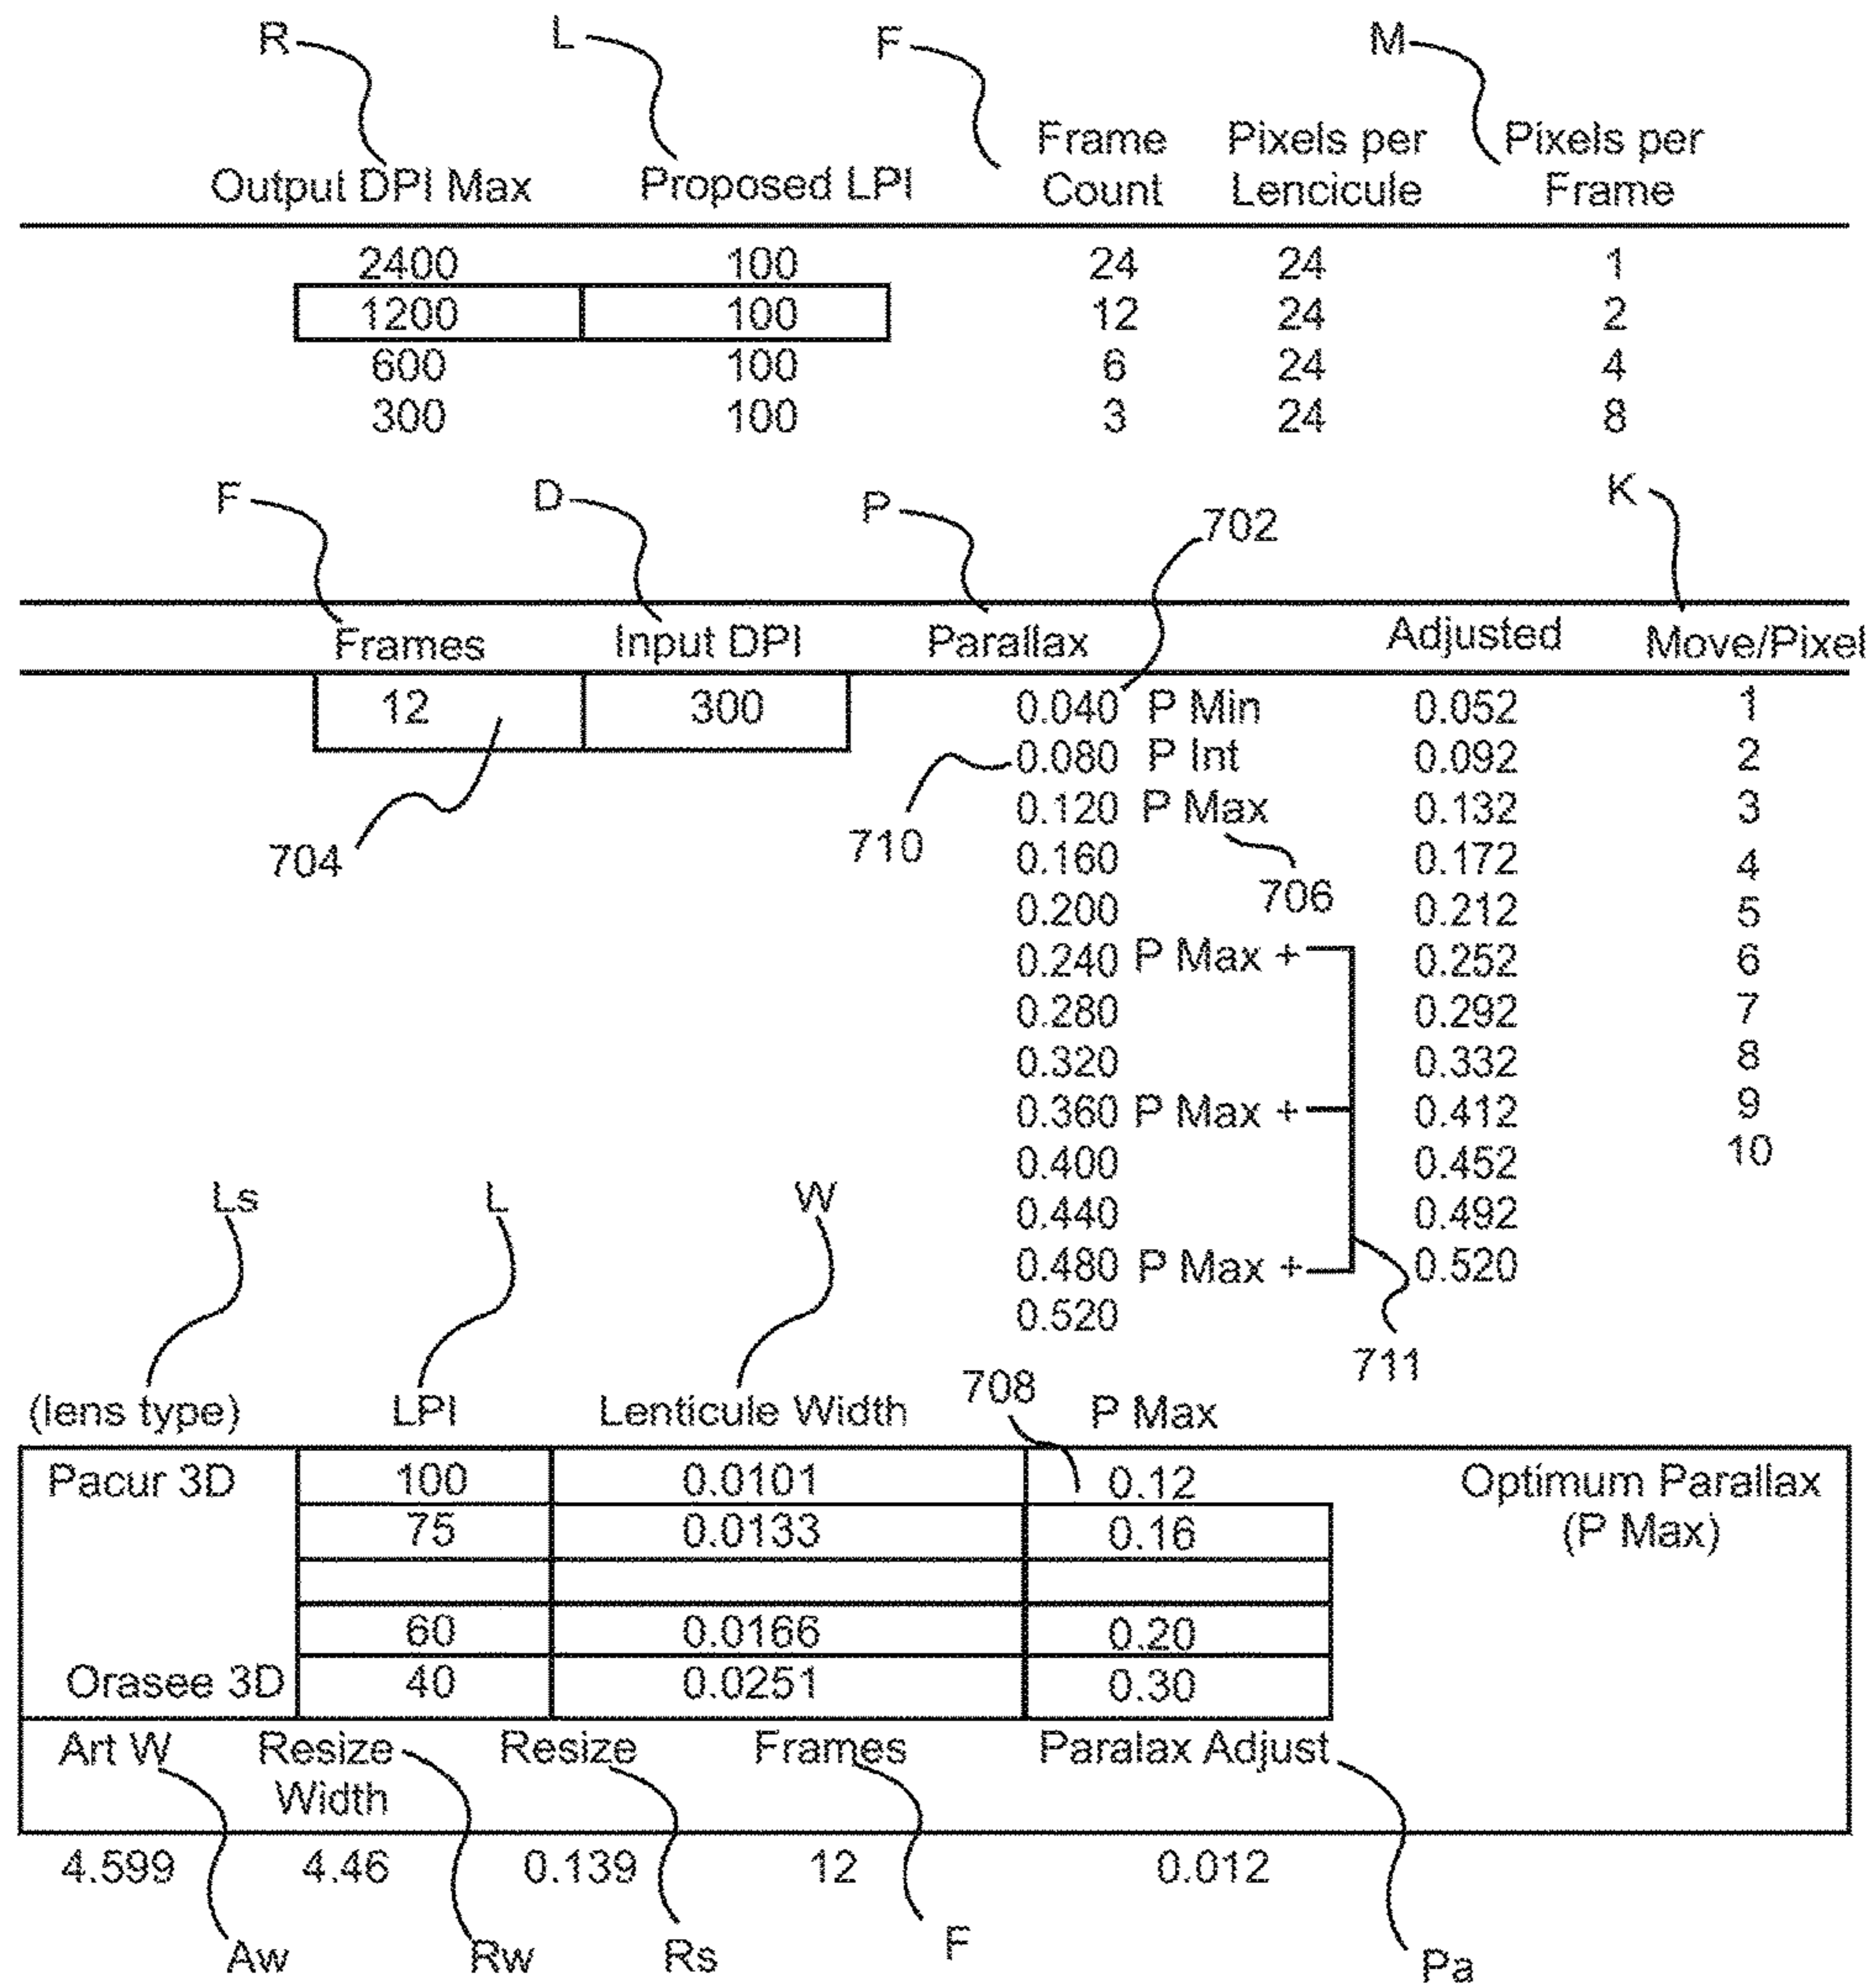 R L F M
Frame Pixels per Pixels per
Output DPI Max Proposed LPI Count Lencicule Frame
2400 100 24 24 1
1200 100 12 24 2
600 100 6 24 4
300 100 3 24 8
F D P 702 K
Frames Input DPI Parallax Adjusted Move/Pixel
12 300 0.040 P Min 0.052 1
710 0.080 P Int 0.092 2
704 0.120 P Max 0.132 3
0.160 706 0.172 4
0.200 0.212 5
0.240 P Max + 0.252 6
0.280 0.292 7
0.320 0.332 8
0.360 P Max + 0.412 9
0.400 0.452 10
Ls L W 0.440 0.492
0.480 P Max + 0.520
0.520
711
708
(lens type) LPI Lenticule Width P Max
Pacur 3D 100 0.0101 0.12 Optimum Parallax
75 0.0133 0.16 (P Max)
60 0.0166 0.20
Orasee 3D 40 0.0251 0.30
Art W Resize Resize Frames Paralax Adjust
Width
4.599 4.46 0.139 12 0.012
Aw Rw Rs F Pa